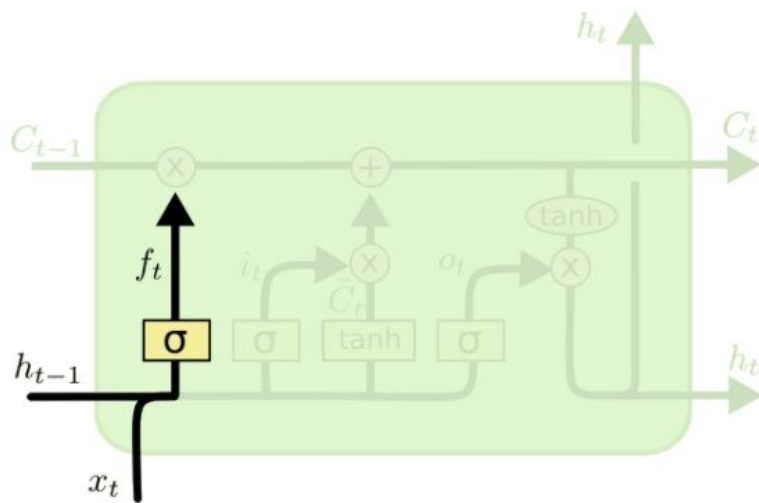 h_t
C_{t-1}
C_t
×
+
tanh
f_t
i_t
×
C̃_t
o_t
×
σ
σ
tanh
σ
h_{t-1}
h_t
x_t